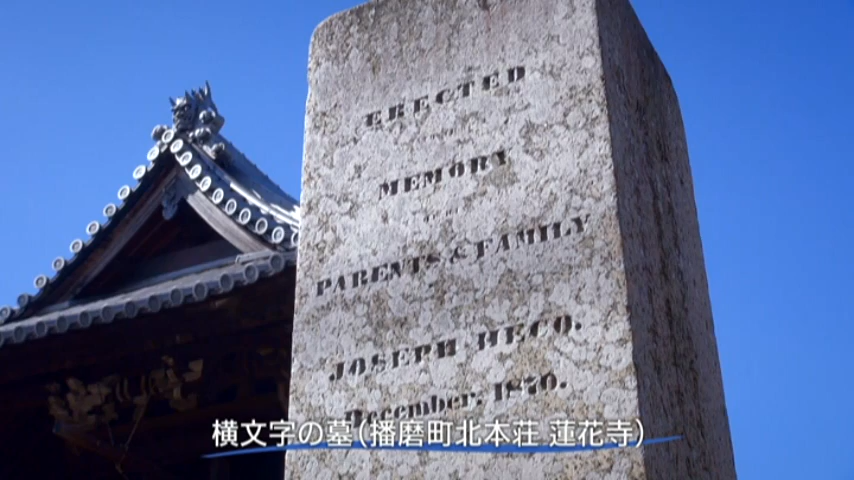 ERECTED
MEMORY
PARENTS & FAMILY
JOSEPH HECO.
December, 1870.
横文字の墓(播磨町北本荘 蓮花寺)